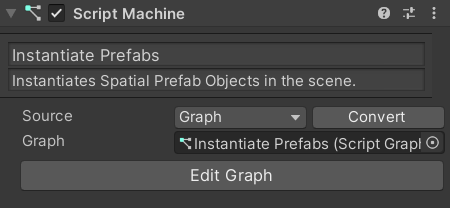 Script Machine
Instantiate Prefabs
Instantiates Spatial Prefab Objects in the scene.
Source Graph Convert
Graph Instantiate Prefabs (Script Grapl
Edit Graph